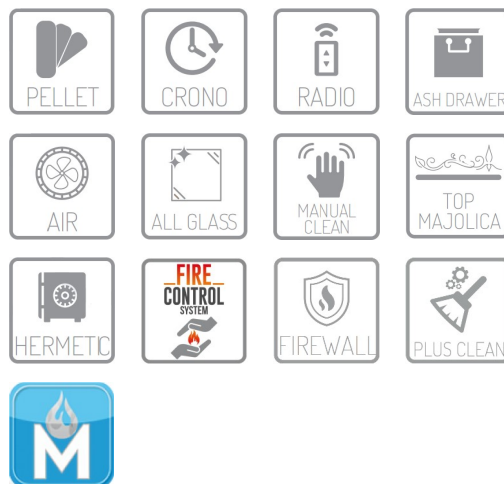 PELLET
CRONO
RADIO
ASH DRAWER
AIR
ALL GLASS
MANUAL
CLEAN
TOP
MAJOLICA
HERMETIC
FIRE
CONTROL
SYSTEM
FIREWALL
PLUS CLEAN
M